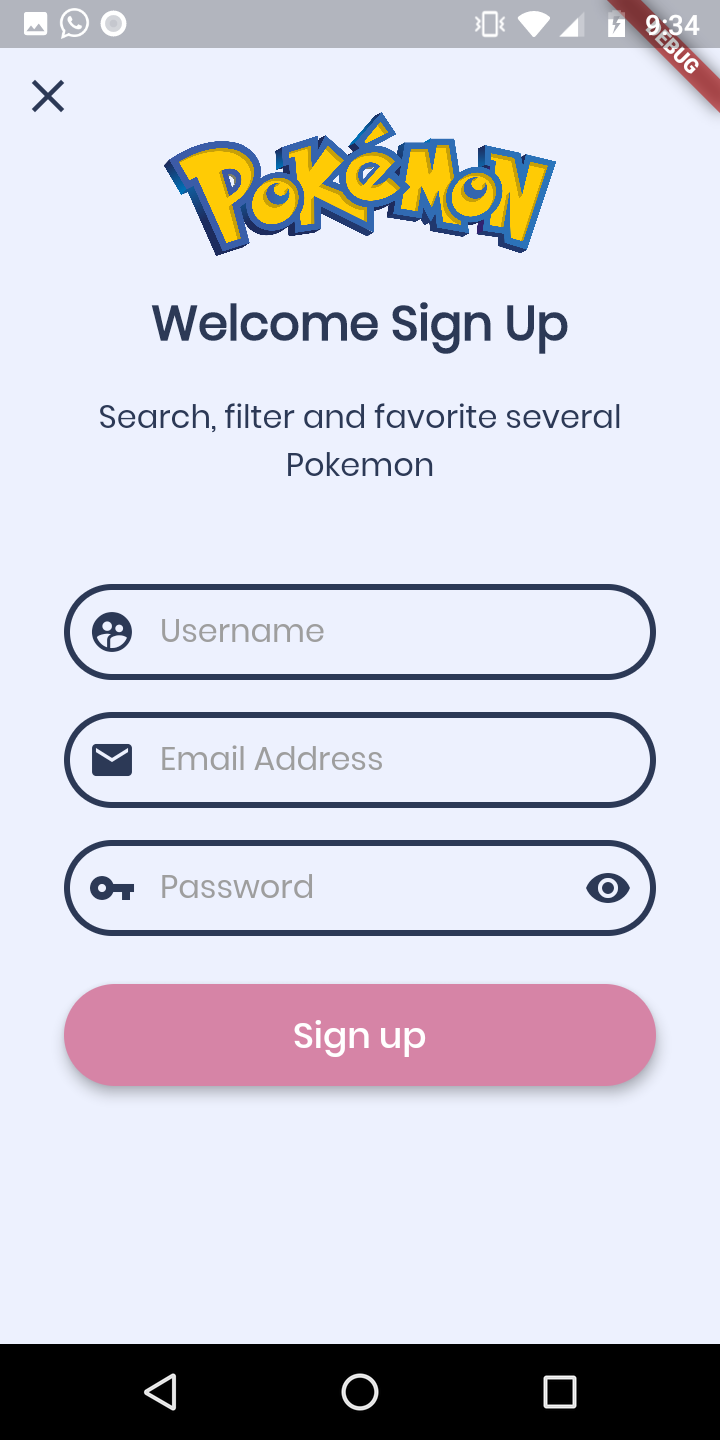 9:34
DEBUG
POKéMON
Welcome Sign Up
Search, filter and favorite several
Pokemon
Username
Email Address
Password
Sign up